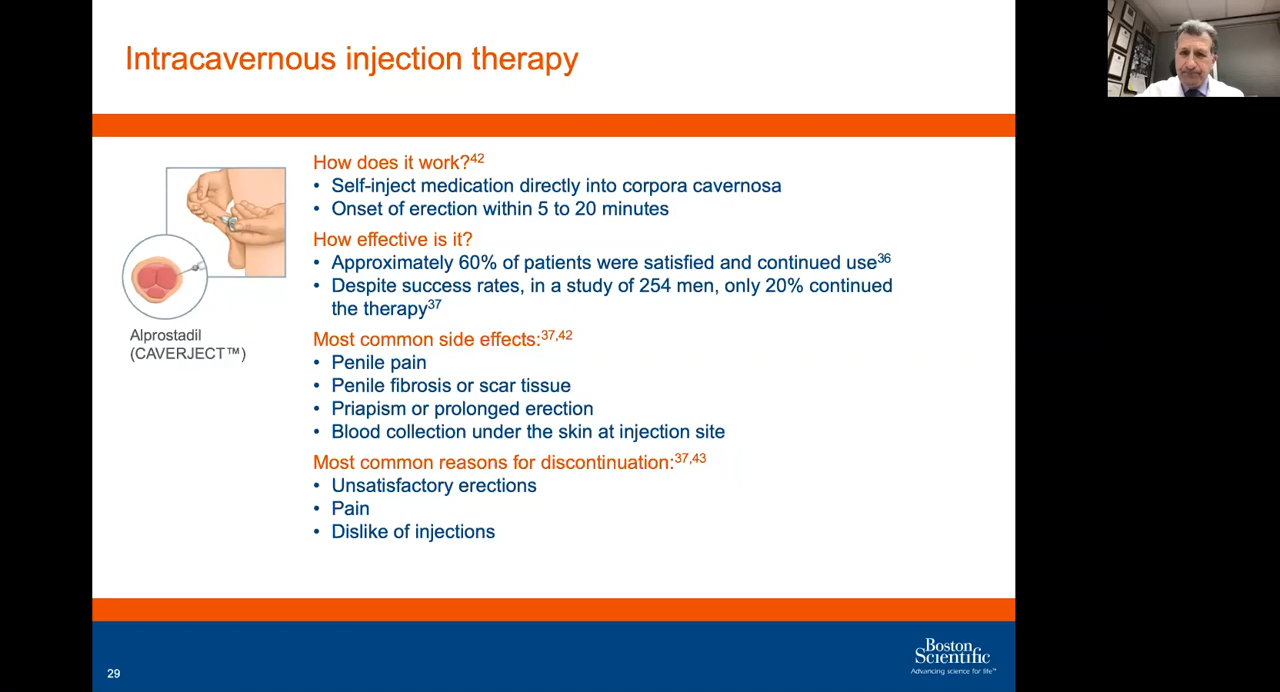 Intracavernous injection therapy
How does it work?42
• Self-inject medication directly into corpora cavernosa
• Onset of erection within 5 to 20 minutes
How effective is it?
• Approximately 60% of patients were satisfied and continued use36
• Despite success rates, in a study of 254 men, only 20% continued
the therapy37
Alprostadil
(CAVERJECT™)
Most common side effects:37,42
• Penile pain
• Penile fibrosis or scar tissue
• Priapism or prolonged erection
• Blood collection under the skin at injection site
Most common reasons for discontinuation:37,43
• Unsatisfactory erections
• Pain
• Dislike of injections
29
Boston
Scientific
Advancing science for life™